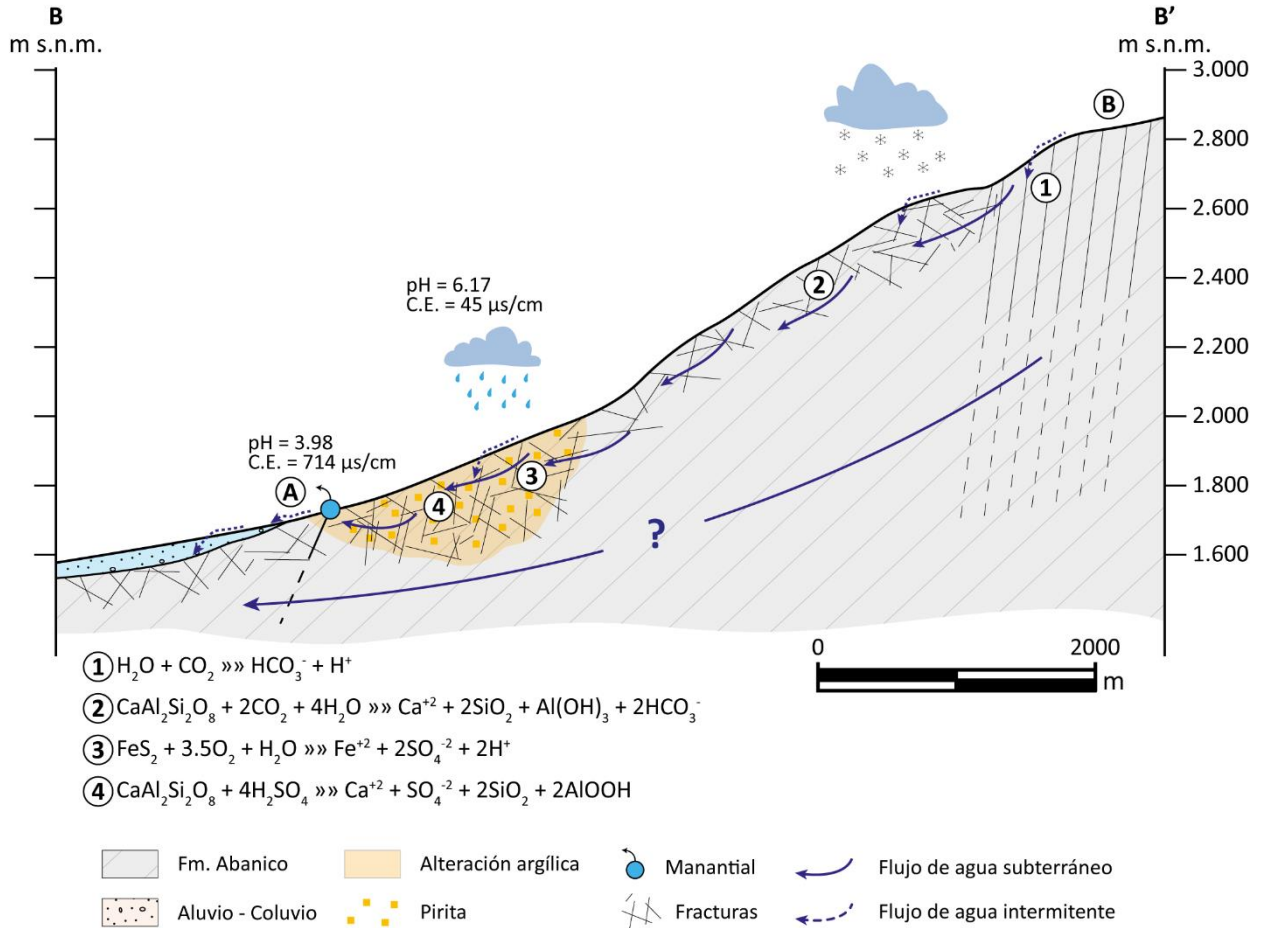 B
m s.n.m.
B’
m s.n.m.
3.000
2.800
2.600
2.400
2.200
2.000
1.800
1.600
B
1
2
pH = 6.17
C.E. = 45 µs/cm
pH = 3.98
C.E. = 714 µs/cm
A
3
4
?
0 2000
m
1 H₂O + CO₂ »» HCO₃⁻ + H⁺
2 CaAl₂Si₂O₈ + 2CO₂ + 4H₂O »» Ca⁺² + 2SiO₂ + Al(OH)₃ + 2HCO₃⁻
3 FeS₂ + 3.5O₂ + H₂O »» Fe⁺² + 2SO₄⁻² + 2H⁺
4 CaAl₂Si₂O₈ + 4H₂SO₄ »» Ca⁺² + SO₄⁻² + 2SiO₂ + 2AlOOH
Fm. Abanico
Alteración argílica
Manantial
Flujo de agua subterráneo
Aluvio - Coluvio
Pirita
Fracturas
Flujo de agua intermitente